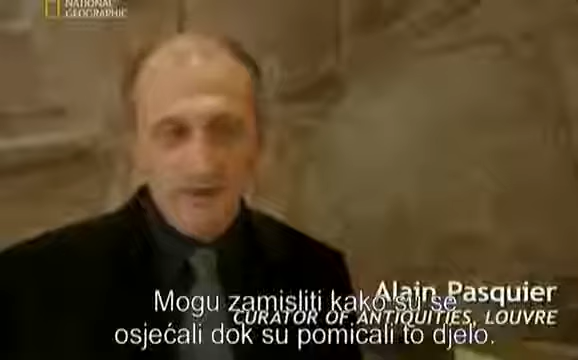 NATIONAL
GEOGRAPHIC
Alain Pasquier
CURATOR OF ANTIQUITIES, LOUVRE
Mogu zamisliti kako su se
osjećali dok su pomicali to djelo.